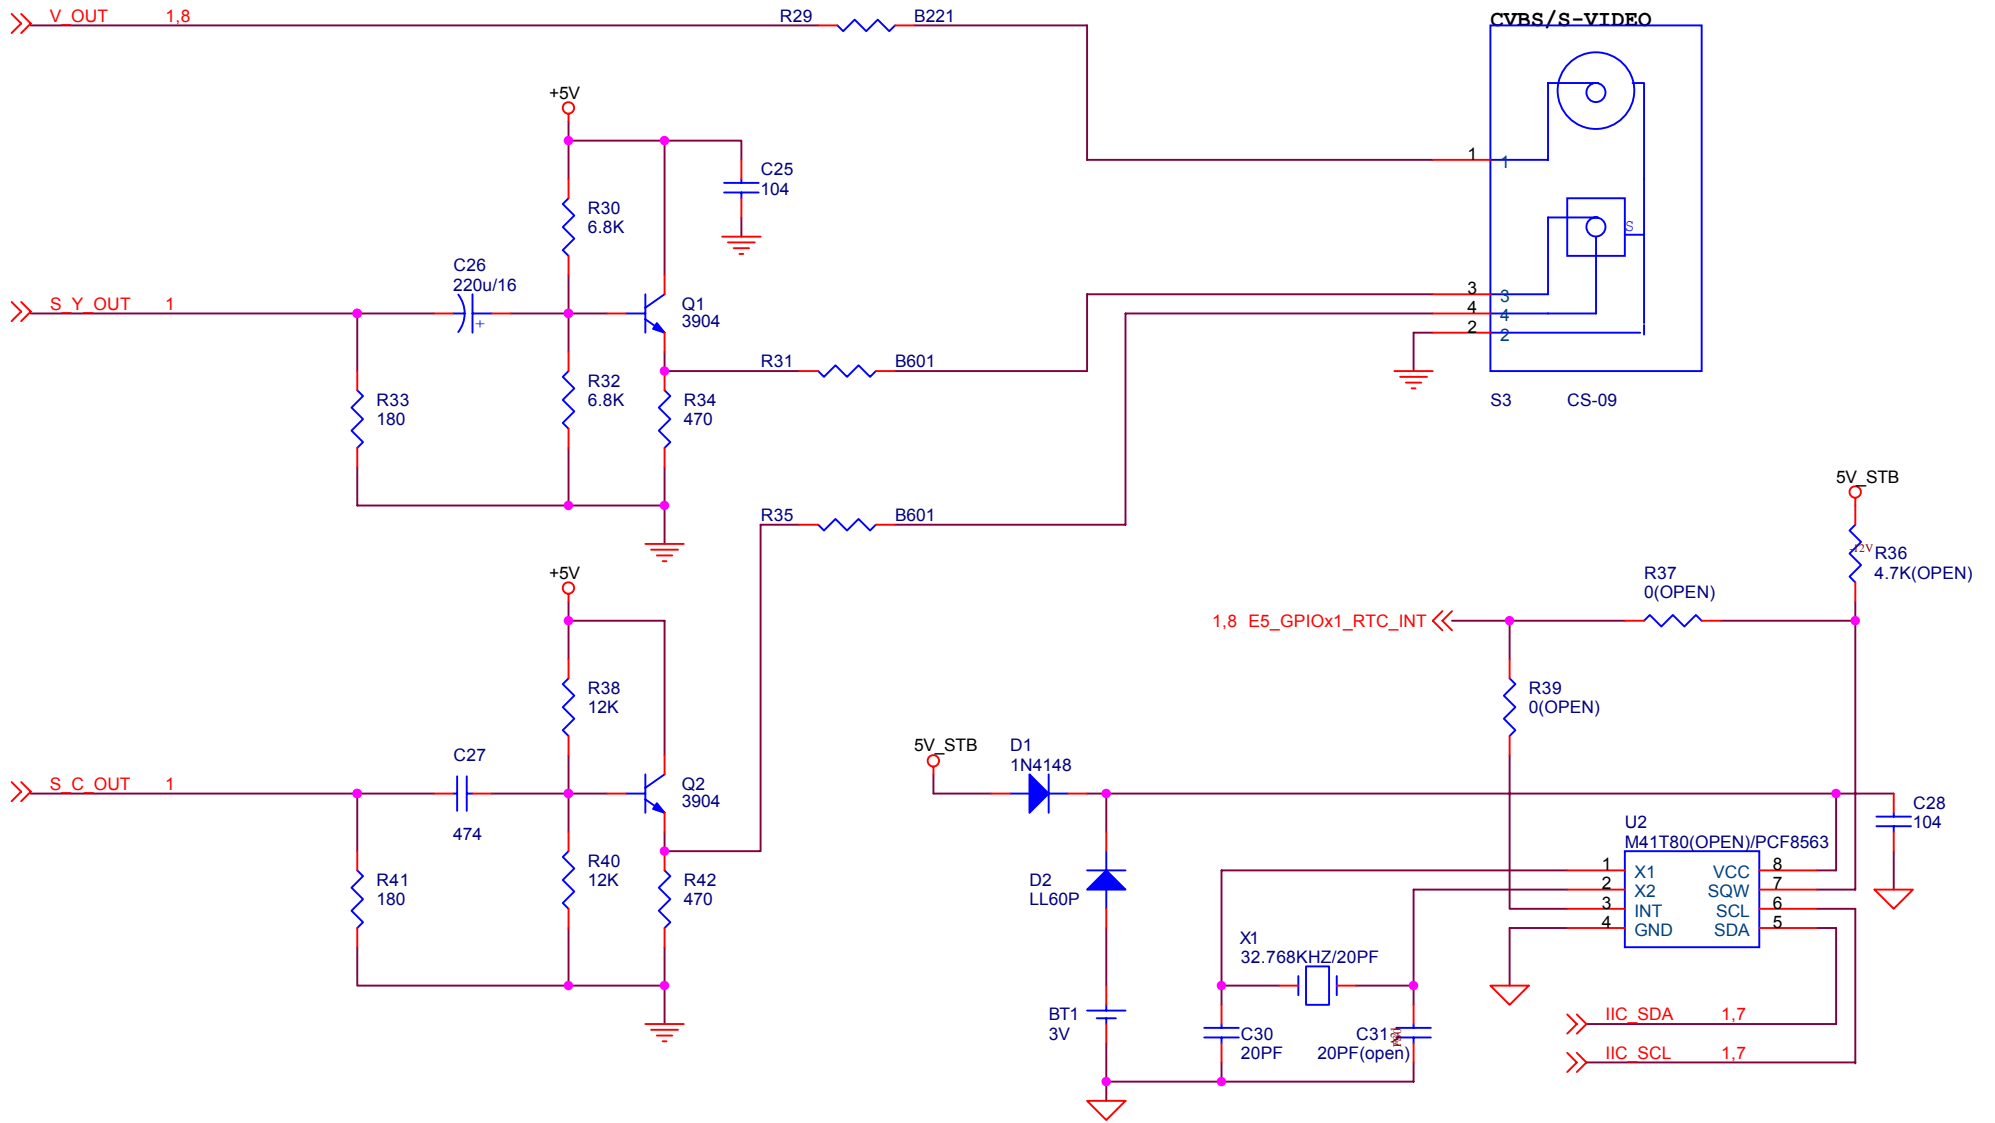 V_OUT 1,8
R29 B221
CVBS/S-VIDEO
+5V
C25
104
1 1
R30
6.8K
S
C26
220u/16
S_Y_OUT 1
Q1
3904
3 3
4 4
2 2
R31 B601
R32
6.8K
R33
180
R34
470
S3 CS-09
5V_STB
R35 B601
R36
4.7K(OPEN)
+5V
R37
0(OPEN)
1,8 E5_GPIOx1_RTC_INT
R38
12K
R39
0(OPEN)
5V_STB
D1
1N4148
C27
474
S_C_OUT 1
Q2
3904
C28
104
U2
M41T80(OPEN)/PCF8563
1 X1 VCC 8
2 X2 SQW 7
3 INT SCL 6
4 GND SDA 5
R40
12K
R41
180
R42
470
D2
LL60P
X1
32.768KHZ/20PF
BT1
3V
C30
20PF
C31
20PF(open)
IIC_SDA 1,7
IIC_SCL 1,7